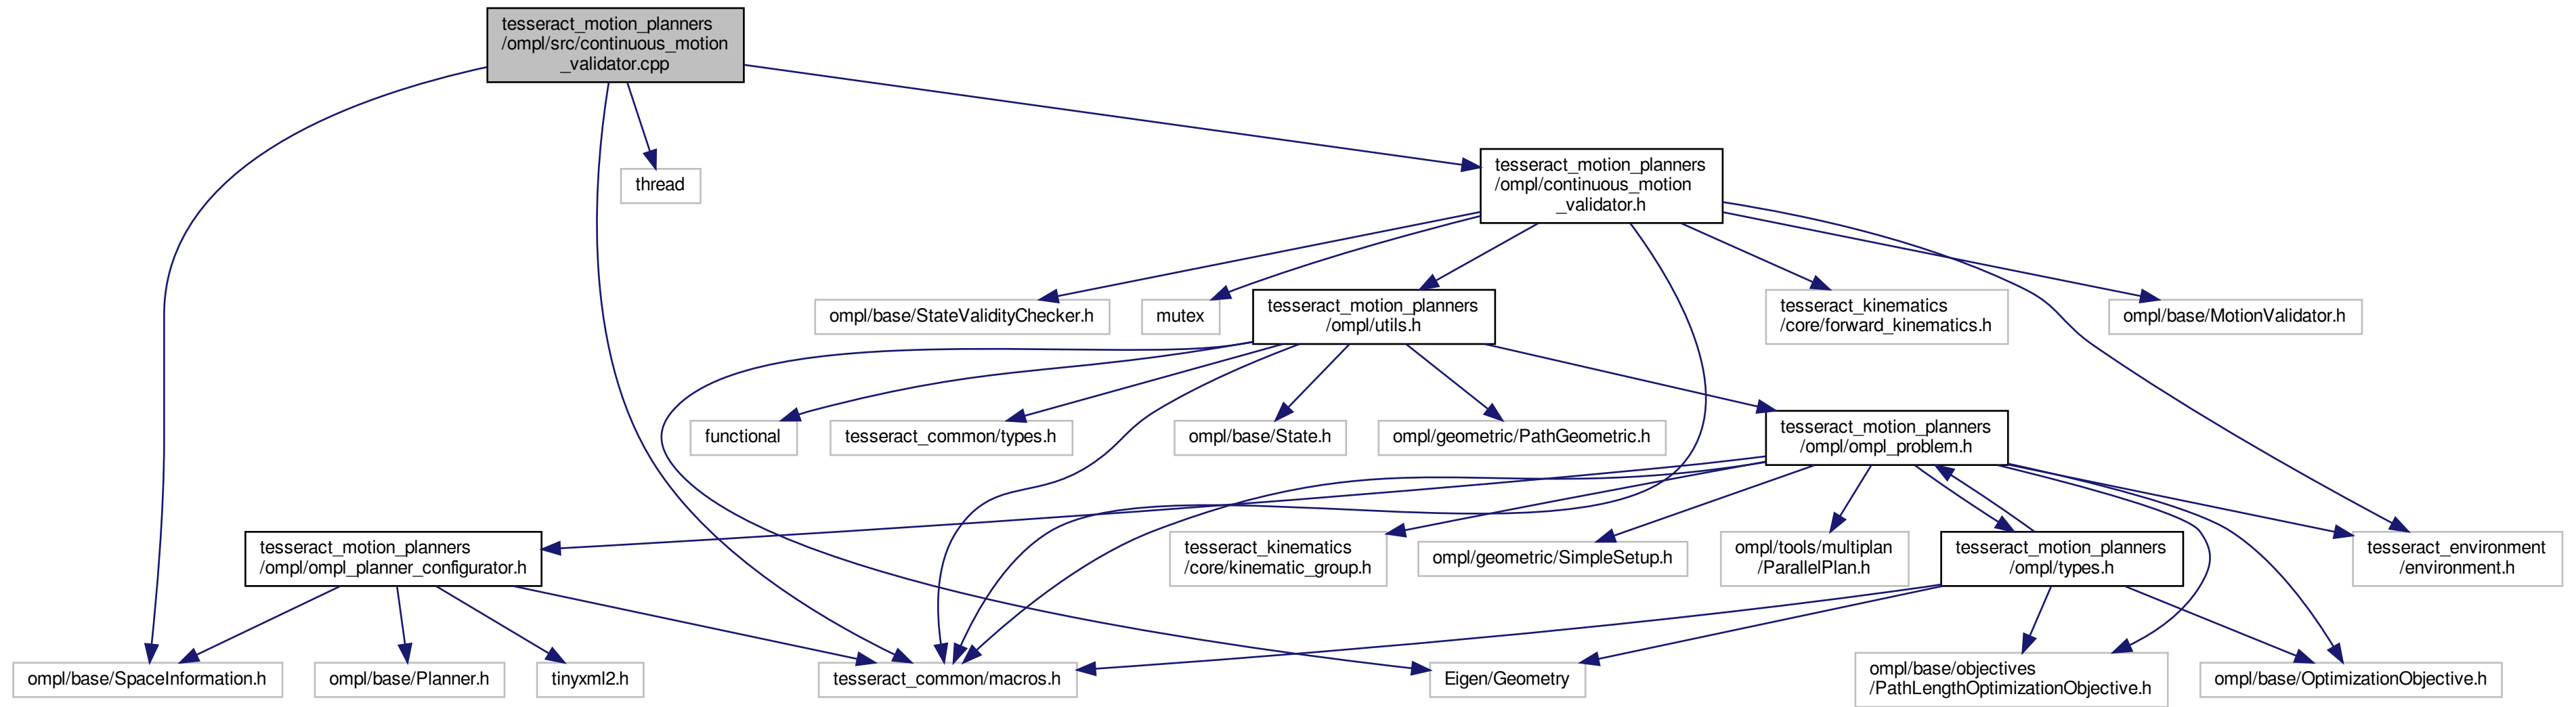 tesseract_motion_planners
/ompl/src/continuous_motion
_validator.cpp
thread
tesseract_motion_planners
/ompl/continuous_motion
_validator.h
ompl/base/StateValidityChecker.h
mutex
tesseract_motion_planners
/ompl/utils.h
tesseract_kinematics
/core/forward_kinematics.h
ompl/base/MotionValidator.h
functional
tesseract_common/types.h
ompl/base/State.h
ompl/geometric/PathGeometric.h
tesseract_motion_planners
/ompl/ompl_problem.h
tesseract_motion_planners
/ompl/ompl_planner_configurator.h
tesseract_kinematics
/core/kinematic_group.h
ompl/geometric/SimpleSetup.h
ompl/tools/multiplan
/ParallelPlan.h
tesseract_motion_planners
/ompl/types.h
tesseract_environment
/environment.h
ompl/base/SpaceInformation.h
ompl/base/Planner.h
tinyxml2.h
tesseract_common/macros.h
Eigen/Geometry
ompl/base/objectives
/PathLengthOptimizationObjective.h
ompl/base/OptimizationObjective.h